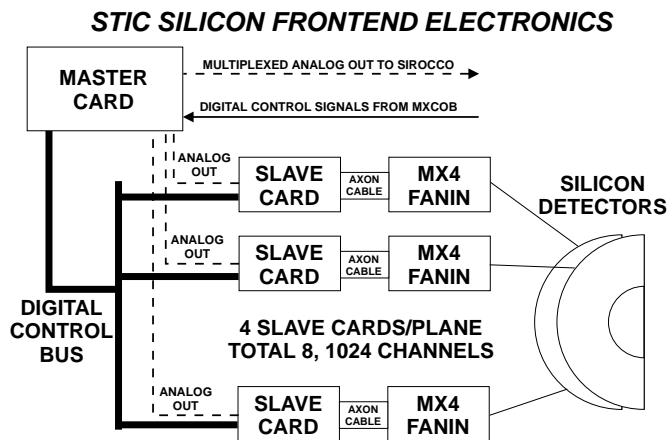 STIC SILICON FRONTEND ELECTRONICS
MASTER
CARD
MULTIPLEXED ANALOG OUT TO SIROCCO
DIGITAL CONTROL SIGNALS FROM MXCOB
ANALOG
OUT
SLAVE
CARD
AXON
CABLE
MX4
FANIN
SILICON
DETECTORS
ANALOG
OUT
SLAVE
CARD
AXON
CABLE
MX4
FANIN
DIGITAL
CONTROL
BUS
4 SLAVE CARDS/PLANE
TOTAL 8, 1024 CHANNELS
ANALOG
OUT
SLAVE
CARD
AXON
CABLE
MX4
FANIN